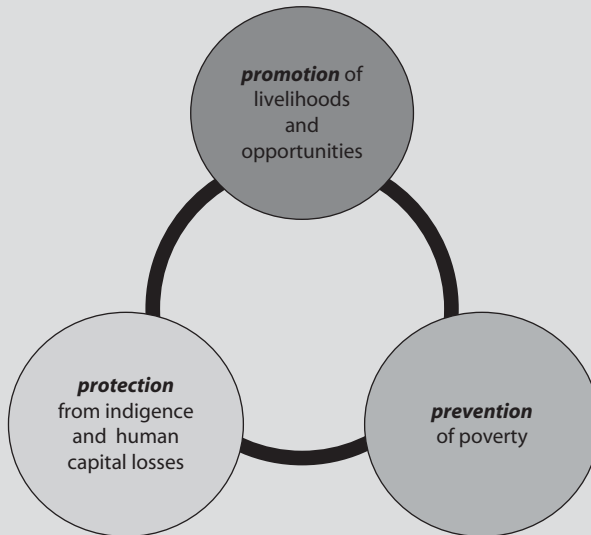 promotion of
livelihoods
and
opportunities
protection
from indigence
and human
capital losses
prevention
of poverty